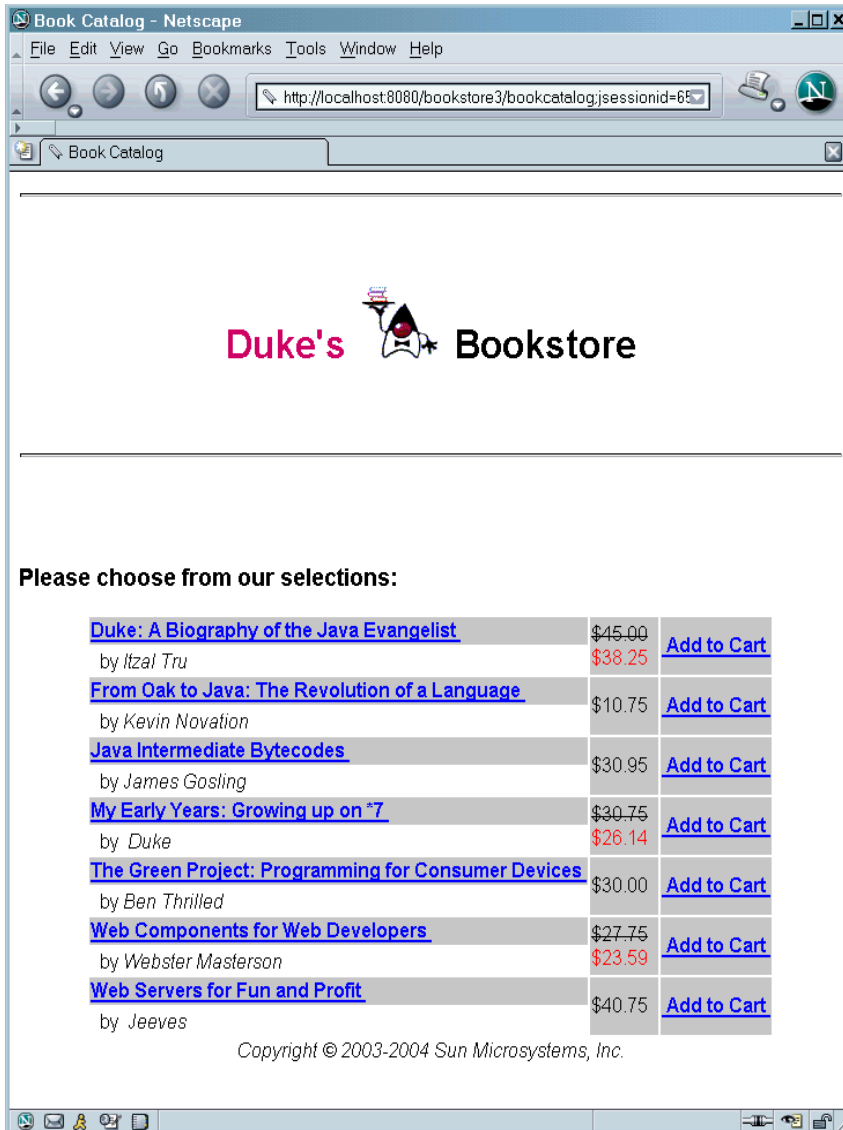 Book Catalog - Netscape
File Edit View Go Bookmarks Tools Window Help
http://localhost:8080/bookstore3/bookcatalog;jsessionid=65
Book Catalog
Duke's Bookstore
Please choose from our selections:
Duke: A Biography of the Java Evangelist
by Itzal Tru
$45.00
$38.25
Add to Cart
From Oak to Java: The Revolution of a Language
by Kevin Novation
$10.75
Add to Cart
Java Intermediate Bytecodes
by James Gosling
$30.95
Add to Cart
My Early Years: Growing up on *7
by Duke
$30.75
$26.14
Add to Cart
The Green Project: Programming for Consumer Devices
by Ben Thrilled
$30.00
Add to Cart
Web Components for Web Developers
by Webster Masterson
$27.75
$23.59
Add to Cart
Web Servers for Fun and Profit
by Jeeves
$40.75
Add to Cart
Copyright © 2003-2004 Sun Microsystems, Inc.